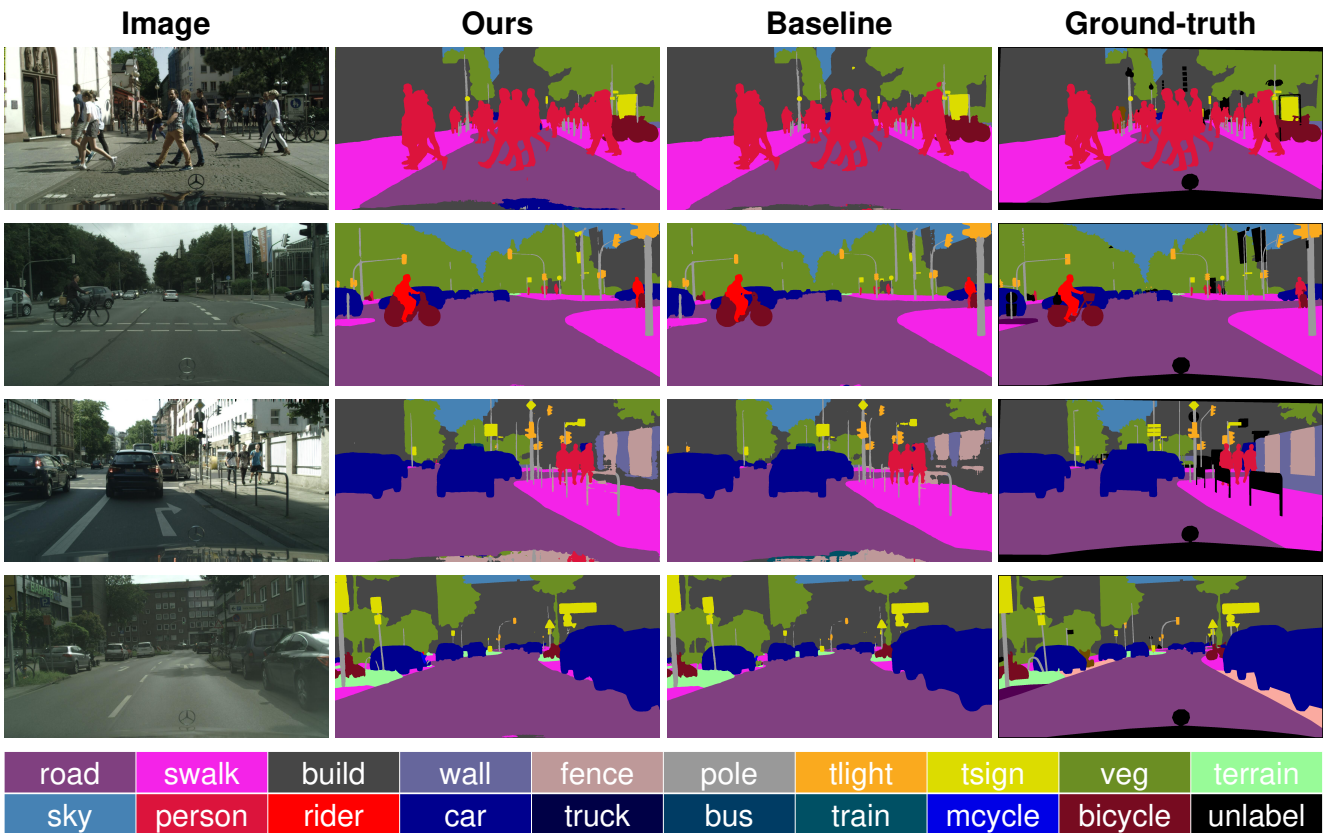 Image Ours Baseline Ground-truth
road swalk build wall fence pole tlight tsign veg terrain
sky person rider car truck bus train mcycle bicycle unlabel